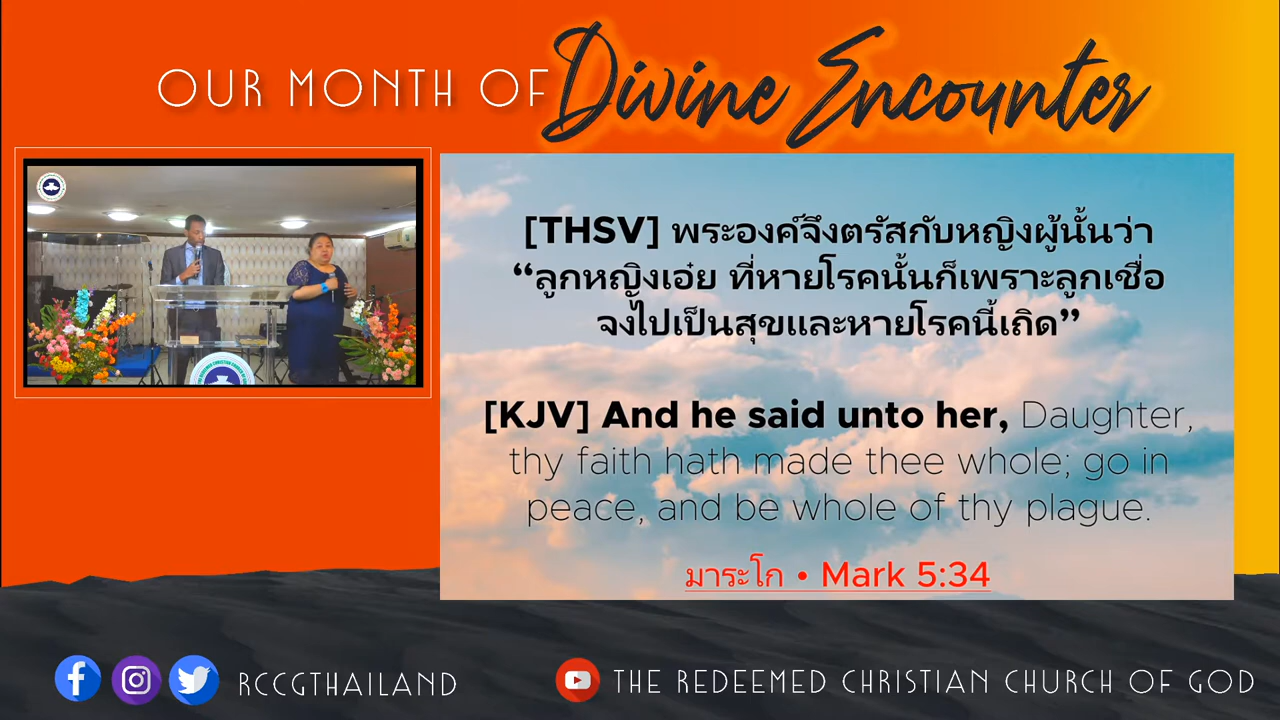 OUR MONTH OF Divine Encounter
[THSV] พระองค์จึงตรัสกับหญิงผู้นั้นว่า
“ลูกหญิงเอ๋ย ที่หายโรคนั้นก็เพราะลูกเชื่อ
จงไปเป็นสุขและหายโรคนี้เถิด”
[KJV] And he said unto her, Daughter,
thy faith hath made thee whole; go in
peace, and be whole of thy plague.
มาระโก • Mark 5:34
RCCGTHAILAND
THE REDEEMED CHRISTIAN CHURCH OF GOD